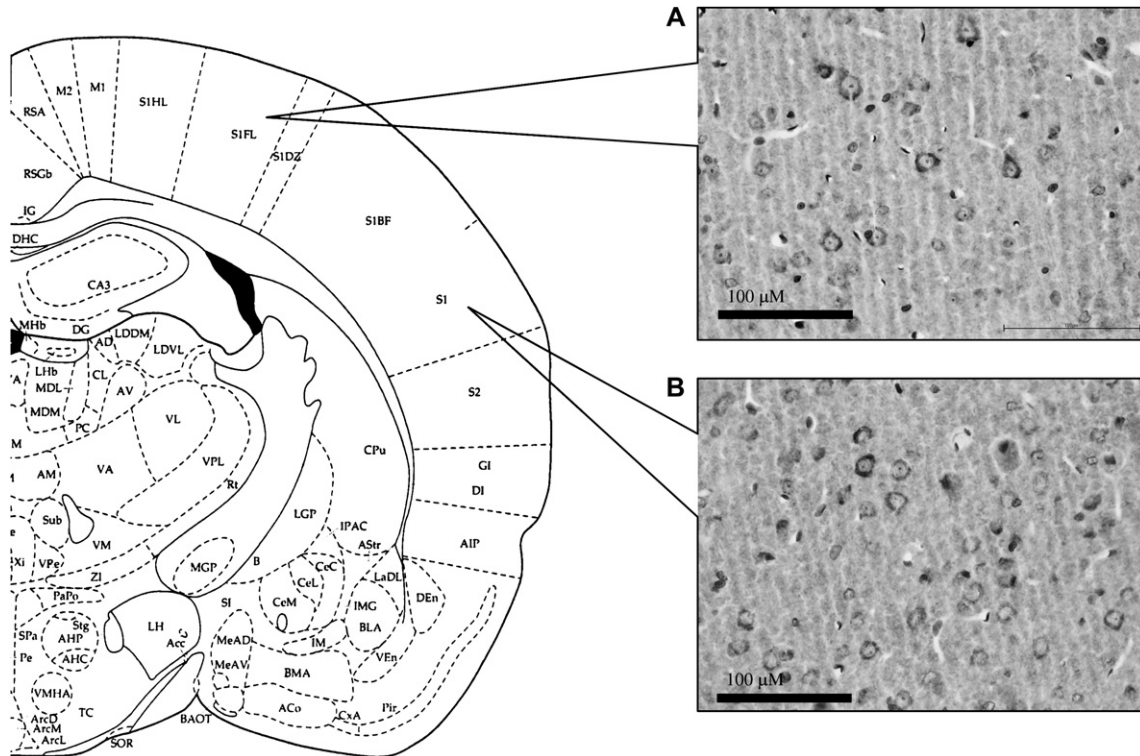 A
M2
M1
S1HL
RSA
S1FL
S1DZ
RSGb
S1BF
IG
DHC
CA3
S1
100 µM
MHb
DG
AD
LDDM
LDVL
LHb
CL
A
MDL
AV
S2
MDM
PC
VL
M
B
CPu
VPL
AM
VA
GI
Rt
DI
LGP
Sub
IPAC
VM
AStr
AIP
e
Xi
VPe
MGP
B
CeC
ZI
LaDL
CeL
DEn
PaPo
SI
CeM
IMG
LH
Stg
BLA
SPa
AHP
Acc
MeAD
IM
Pe
AHC
VEn
MeAV
BMA
VMHA
TC
ACo
CxA
Pir
100 µM
ArcD
BAOT
ArcM
ArcL
SOR